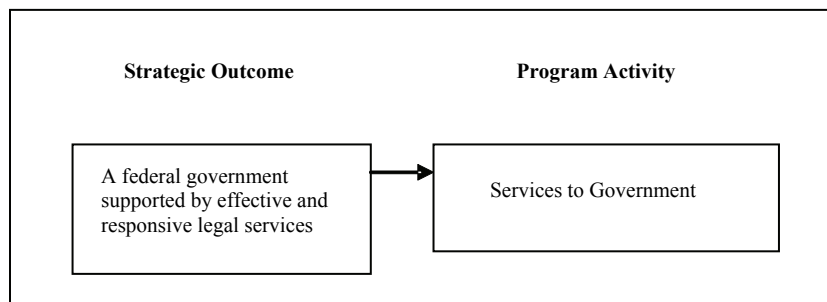 Strategic Outcome
Program Activity
A federal government
supported by effective and
responsive legal services
Services to Government